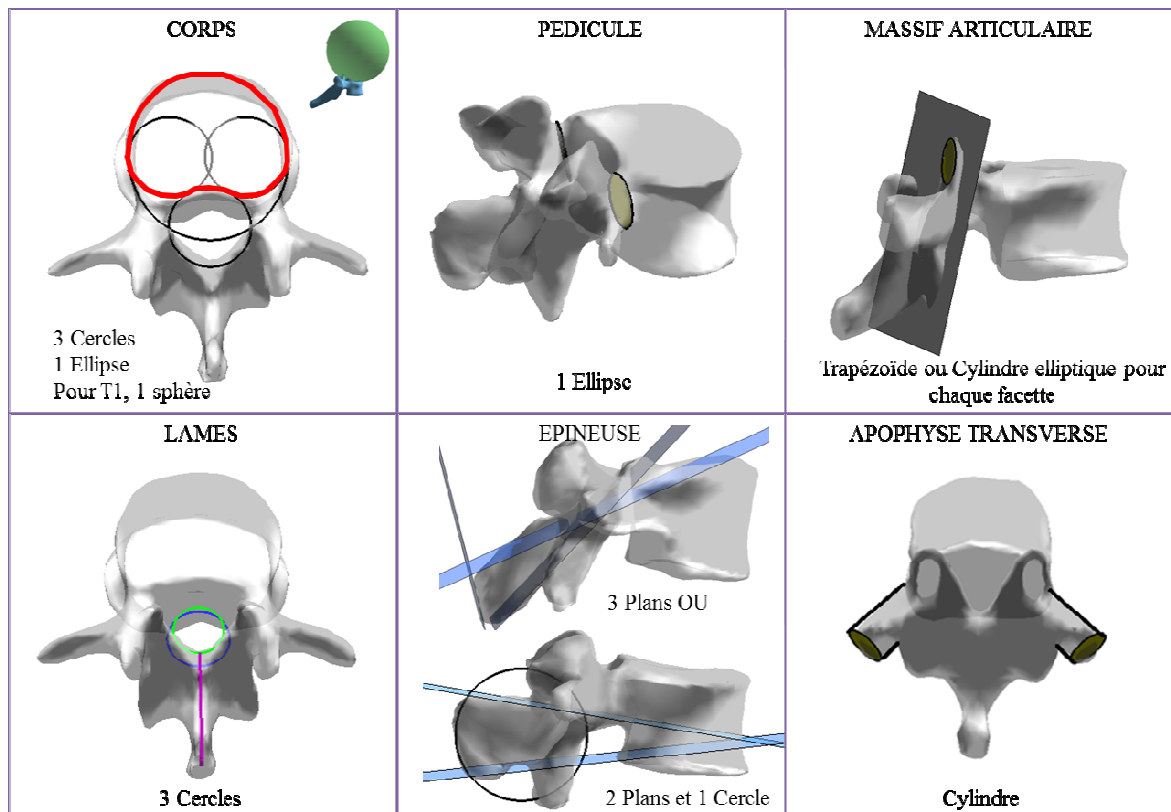 CORPS
3 Cercles
1 Ellipse
Pour T1, 1 sphère
PEDICULE
1 Ellipse
MASSIF ARTICULAIRE
Trapézoïde ou Cylindre elliptique pour
chaque facette
LAMES
3 Cercles
EPINEUSE
3 Plans OU
2 Plans et 1 Cercle
APOPHYSE TRANSVERSE
Cylindre